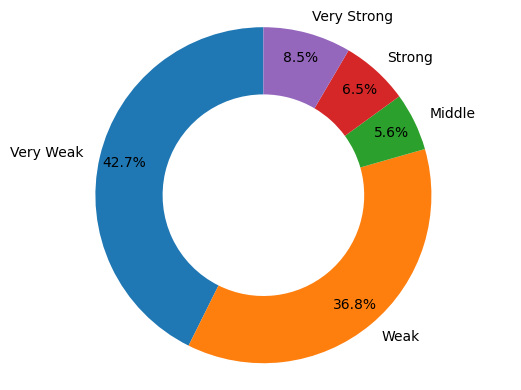 Very Strong
8.5%
Strong
6.5%
Middle
5.6%
Very Weak
42.7%
36.8%
Weak